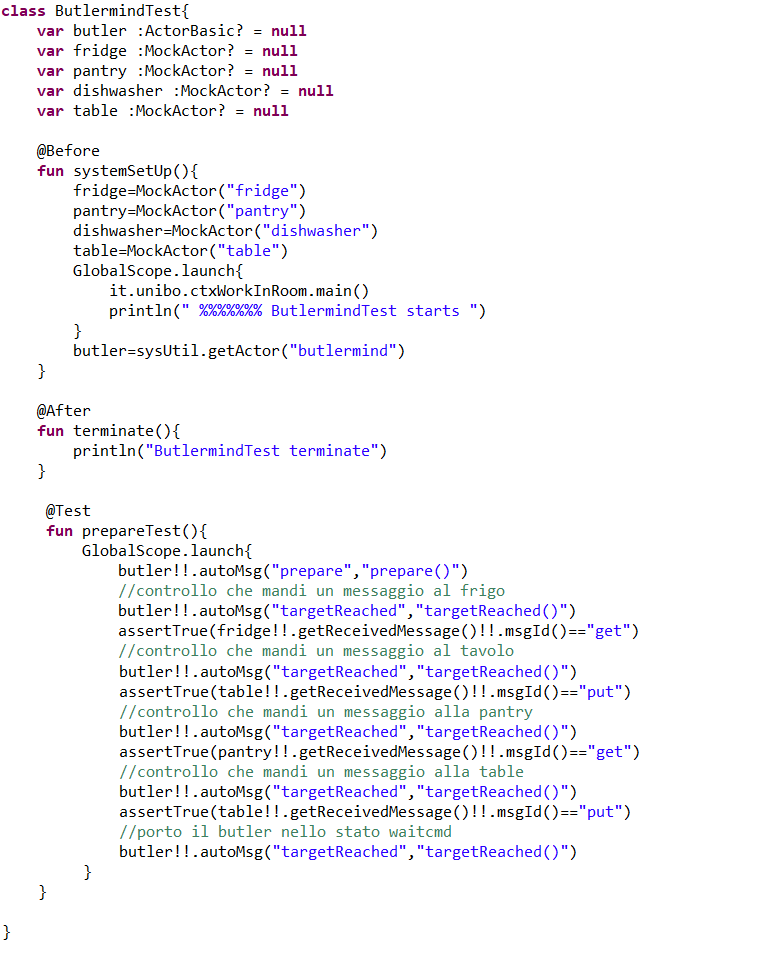 class ButlermindTest{
    var butler :ActorBasic? = null
    var fridge :MockActor? = null
    var pantry :MockActor? = null
    var dishwasher :MockActor? = null
    var table :MockActor? = null

    @Before
    fun systemSetUp(){
        fridge=MockActor("fridge")
        pantry=MockActor("pantry")
        dishwasher=MockActor("dishwasher")
        table=MockActor("table")
        GlobalScope.launch{
            it.unibo.ctxWorkInRoom.main()
            println(" %%%%%%% ButlermindTest starts ")
        }
        butler=sysUtil.getActor("butlermind")
    }

    @After
    fun terminate(){
        println("ButlermindTest terminate")
    }

     @Test
     fun prepareTest(){
         GlobalScope.launch{
             butler!!.autoMsg("prepare","prepare()")
             //controllo che mandi un messaggio al frigo
             butler!!.autoMsg("targetReached","targetReached()")
             assertTrue(fridge!!.getReceivedMessage()!!.msgId()=="get")
             //controllo che mandi un messaggio al tavolo
             butler!!.autoMsg("targetReached","targetReached()")
             assertTrue(table!!.getReceivedMessage()!!.msgId()=="put")
             //controllo che mandi un messaggio alla pantry
             butler!!.autoMsg("targetReached","targetReached()")
             assertTrue(pantry!!.getReceivedMessage()!!.msgId()=="get")
             //controllo che mandi un messaggio alla table
             butler!!.autoMsg("targetReached","targetReached()")
             assertTrue(table!!.getReceivedMessage()!!.msgId()=="put")
             //porto il butler nello stato waitcmd
             butler!!.autoMsg("targetReached","targetReached()")
         }
    }

}